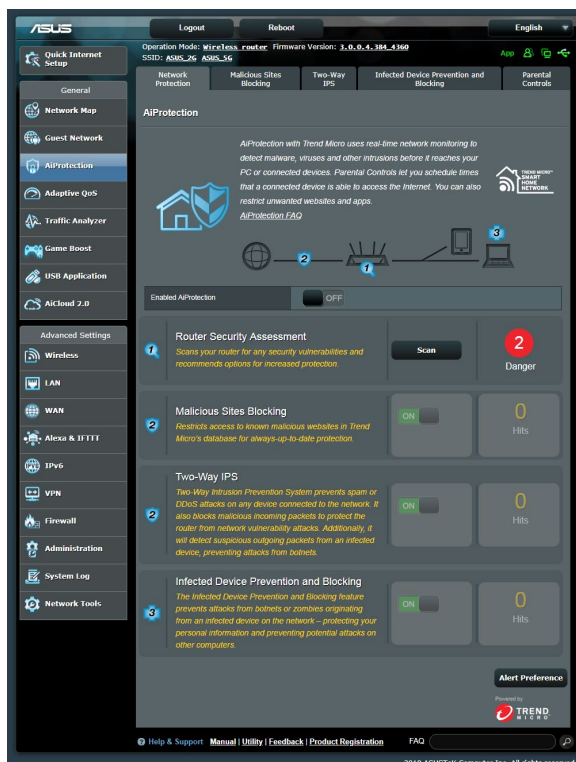 ASUS
Logout
Reboot
English
Quick Internet
Setup
Operation Mode: Wireless router Firmware Version: 3.0.0.4.384_4360
SSID: ASUS_2G ASUS_5G
App
General
Network Map
Guest Network
AiProtection
Adaptive QoS
Traffic Analyzer
Game Boost
USB Application
AiCloud 2.0
Advanced Settings
Wireless
LAN
WAN
Alexa & IFTTT
IPv6
VPN
Firewall
Administration
System Log
Network Tools
Network
Protection
Malicious Sites
Blocking
Two-Way
IPS
Infected Device Prevention and
Blocking
Parental
Controls
AiProtection
AiProtection with Trend Micro uses real-time network monitoring to
detect malware, viruses and other intrusions before it reaches your
PC or connected devices. Parental Controls let you schedule times
that a connected device is able to access the Internet. You can also
restrict unwanted websites and apps.
AiProtection FAQ
TREND MICRO™
SMART
HOME
NETWORK
2
1
3
Enabled AiProtection
OFF
1
Router Security Assessment
Scans your router for any security vulnerabilities and
recommends options for increased protection.
Scan
2
Danger
2
Malicious Sites Blocking
Restricts access to known malicious websites in Trend
Micro's database for always-up-to-date protection.
ON
0
Hits
2
Two-Way IPS
Two-Way Intrusion Prevention System prevents spam or
DDoS attacks on any device connected to the network. It
also blocks malicious incoming packets to protect the
router from network vulnerability attacks. Additionally, it
will detect suspicious outgoing packets from an infected
device, preventing attacks from botnets.
ON
0
Hits
3
Infected Device Prevention and Blocking
The Infected Device Prevention and Blocking feature
prevents attacks from botnets or zombies originating
from an infected device on the network – protecting your
personal information and preventing potential attacks on
other computers.
ON
0
Hits
Alert Preference
Powered by
TREND
MICRO
Help & Support Manual | Utility | Feedback | Product Registration
FAQ
ASUSTeK Computer Inc. All rights reserved.